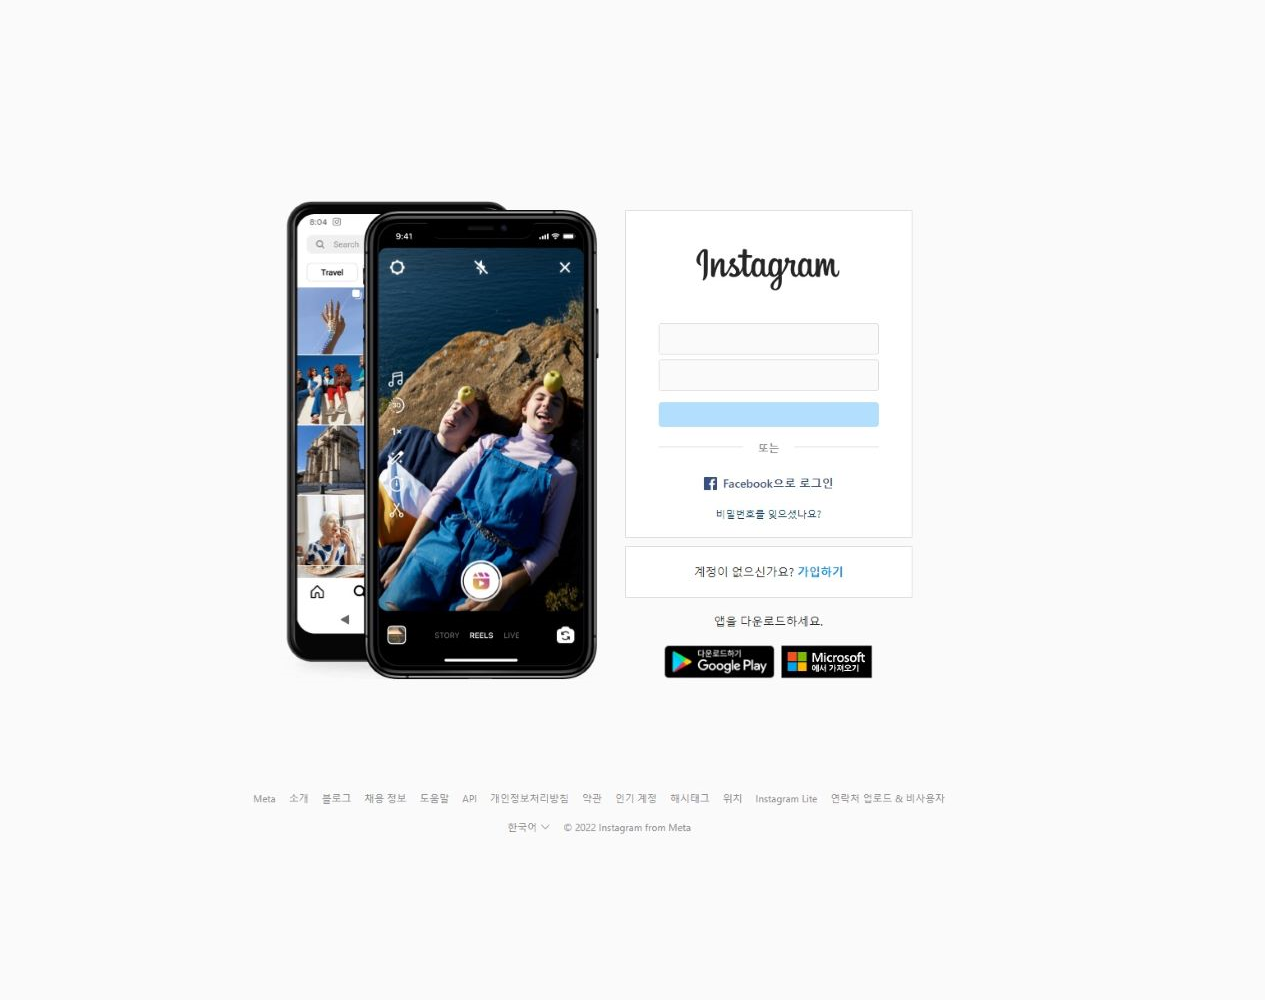 8:04
Search
Travel
9:41
30
1×
STORY REELS LIVE
Instagram
또는
Facebook으로 로그인
비밀번호를 잊으셨나요?
계정이 없으신가요? 가입하기
앱을 다운로드하세요.
다운로드하기
Google Play
Microsoft
에서 가져오기
Meta 소개 블로그 채용 정보 도움말 API 개인정보처리방침 약관 인기 계정 해시태그 위치 Instagram Lite 연락처 업로드 & 비사용자
한국어 © 2022 Instagram from Meta